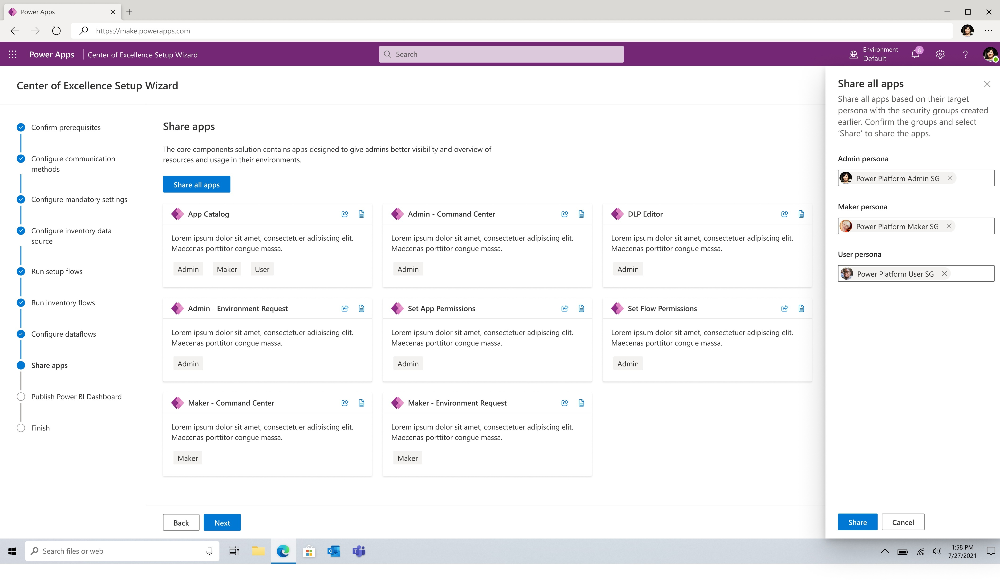 Power Apps
https://make.powerapps.com
Power Apps
Center of Excellence Setup Wizard
Search
Environment
Default
8
?
Center of Excellence Setup Wizard
Confirm prerequisites
Configure communication
methods
Configure mandatory settings
Configure inventory data
source
Run setup flows
Run inventory flows
Configure dataflows
Share apps
Publish Power BI Dashboard
Finish
Share apps
The core components solution contains apps designed to give admins better visibility and overview of
resources and usage in their environments.
Share all apps
App Catalog
Lorem ipsum dolor sit amet, consectetuer adipiscing elit.
Maecenas porttitor congue massa.
Admin
Maker
User
Admin - Command Center
Lorem ipsum dolor sit amet, consectetuer adipiscing elit.
Maecenas porttitor congue massa.
Admin
DLP Editor
Lorem ipsum dolor sit amet, consectetuer adipiscing elit.
Maecenas porttitor congue massa.
Admin
Admin - Environment Request
Lorem ipsum dolor sit amet, consectetuer adipiscing elit.
Maecenas porttitor congue massa.
Admin
Set App Permissions
Lorem ipsum dolor sit amet, consectetuer adipiscing elit.
Maecenas porttitor congue massa.
Admin
Set Flow Permissions
Lorem ipsum dolor sit amet, consectetuer adipiscing elit.
Maecenas porttitor congue massa.
Admin
Maker - Command Center
Lorem ipsum dolor sit amet, consectetuer adipiscing elit.
Maecenas porttitor congue massa.
Maker
Maker - Environment Request
Lorem ipsum dolor sit amet, consectetuer adipiscing elit.
Maecenas porttitor congue massa.
Maker
Back
Next
Share all apps
Share all apps based on their target
persona with the security groups created
earlier. Confirm the groups and select
‘Share’ to share the apps.
Admin persona
Power Platform Admin SG
Maker persona
Power Platform Maker SG
User persona
Power Platform User SG
Share
Cancel
Search files or web
O
T
1:58 PM
7/27/2021